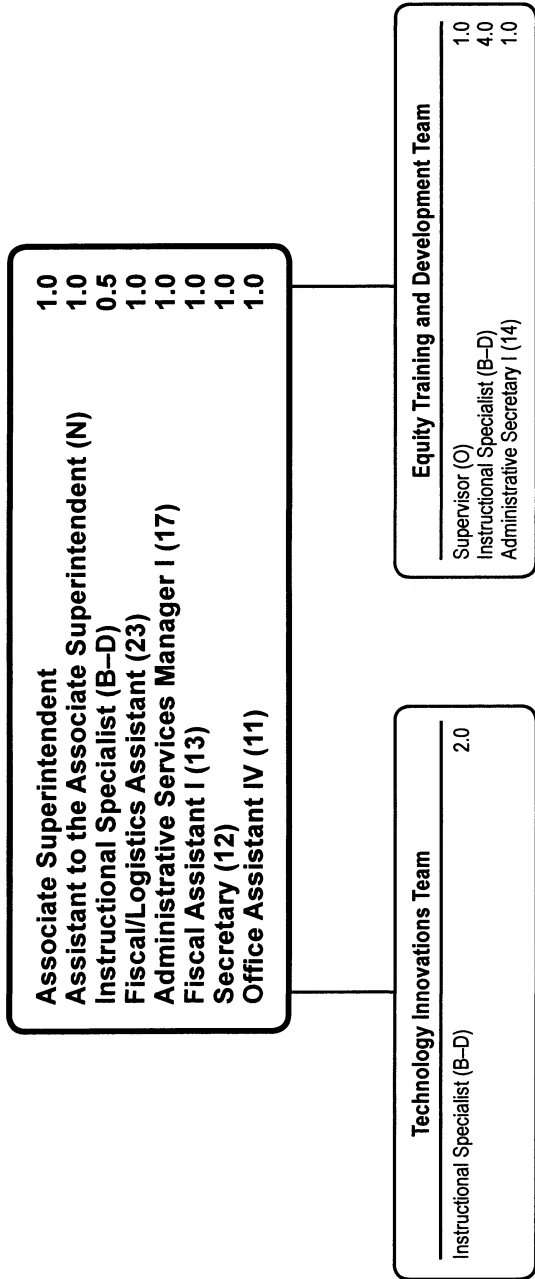 Associate Superintendent 1.0
Assistant to the Associate Superintendent (N) 1.0
Instructional Specialist (B–D) 0.5
Fiscal/Logistics Assistant (23) 1.0
Administrative Services Manager I (17) 1.0
Fiscal Assistant I (13) 1.0
Secretary (12) 1.0
Office Assistant IV (11) 1.0
Technology Innovations Team
Instructional Specialist (B–D) 2.0
Equity Training and Development Team
Supervisor (O) 1.0
Instructional Specialist (B–D) 4.0
Administrative Secretary I (14) 1.0